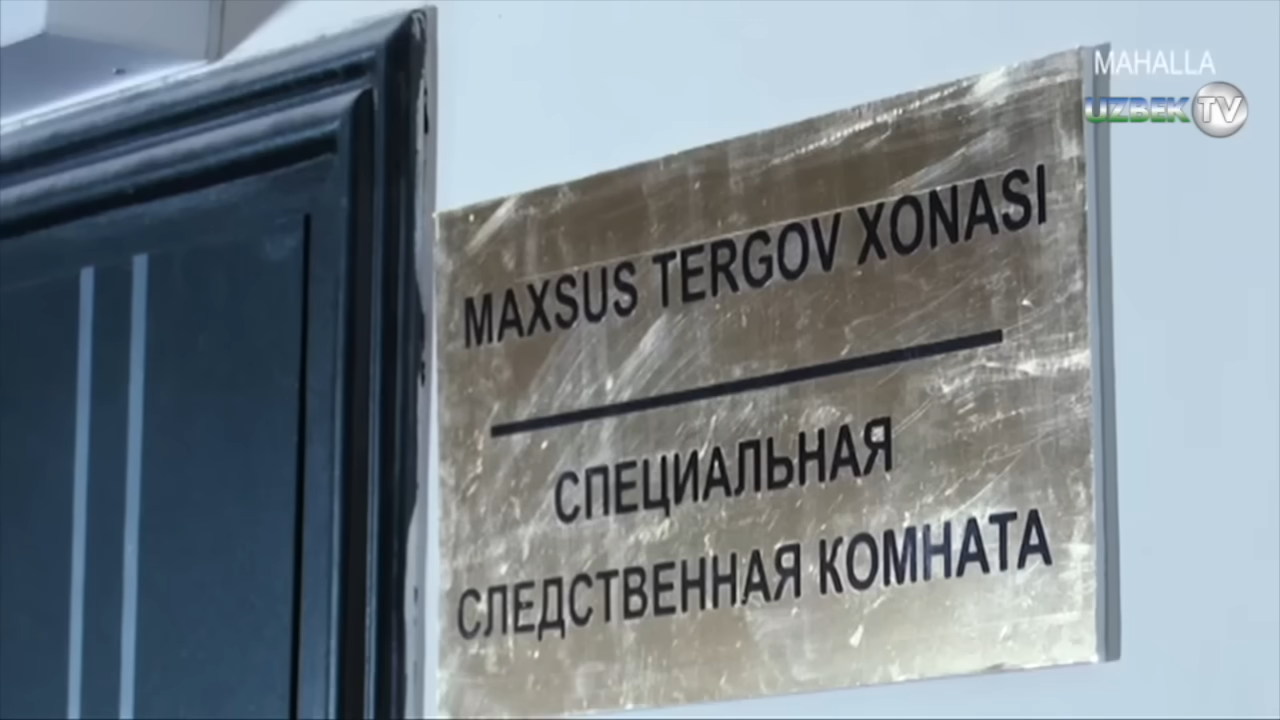 MAHALLA
UZBEK TV
MAXSUS TERGOV XONASI
СПЕЦИАЛЬНАЯ
СЛЕДСТВЕННАЯ КОМНАТА